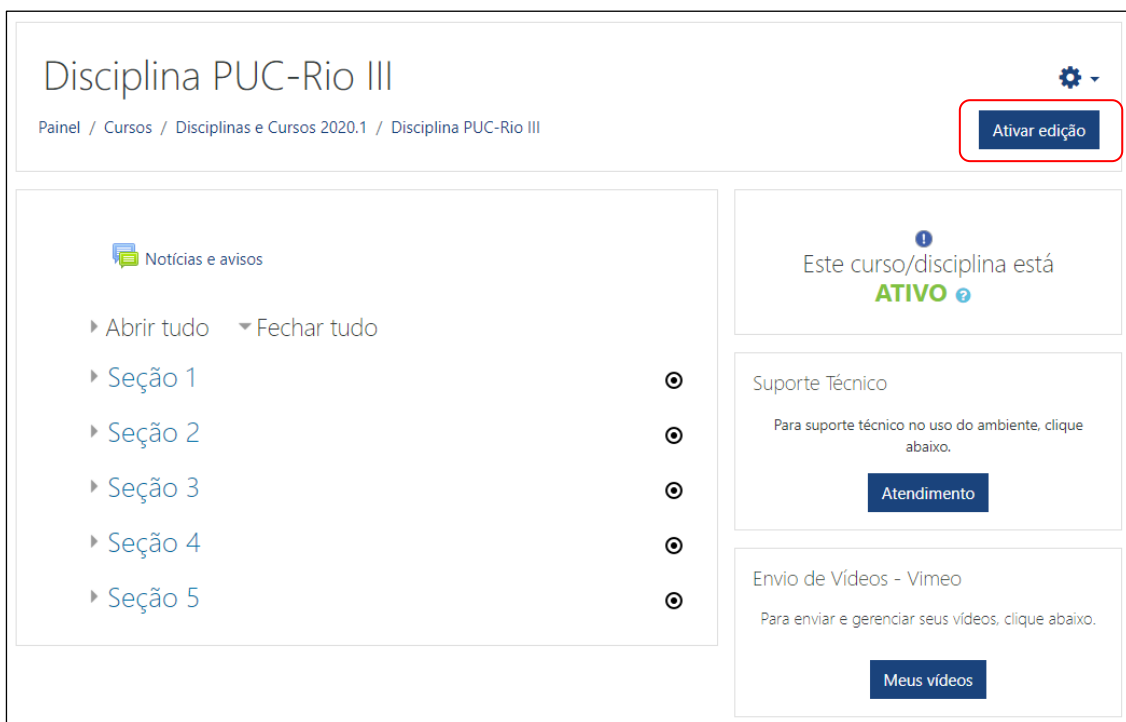 Disciplina PUC-Rio III
Painel / Cursos / Disciplinas e Cursos 2020.1 / Disciplina PUC-Rio III
Ativar edição
Notícias e avisos
Abrir tudo Fechar tudo
Seção 1
Seção 2
Seção 3
Seção 4
Seção 5
Este curso/disciplina está
ATIVO
Suporte Técnico
Para suporte técnico no uso do ambiente, clique
abaixo.
Atendimento
Envio de Vídeos - Vimeo
Para enviar e gerenciar seus vídeos, clique abaixo.
Meus vídeos